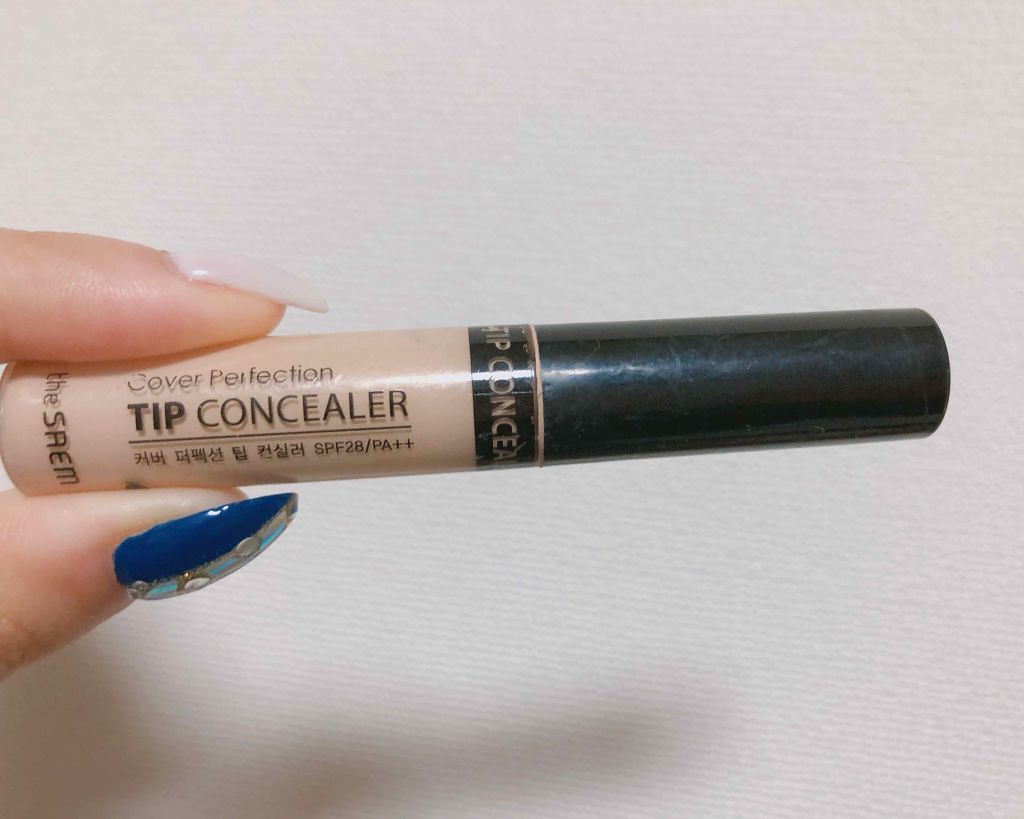 the SAEM
Cover Perfection
TIP CONCEALER
커버 퍼펙션 팁 컨실러 SPF28/PA++
TIP CONCEA